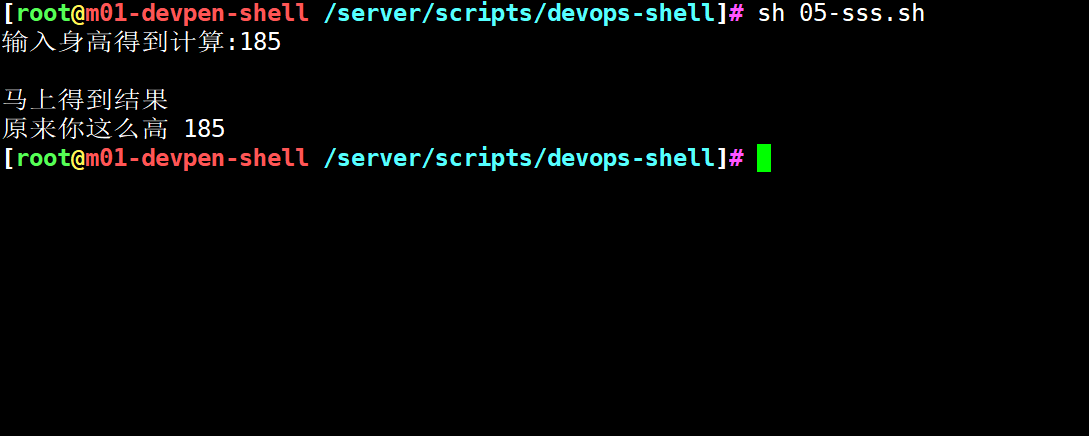 [root@m01-devpen-shell /server/scripts/devops-shell]# sh 05-sss.sh
输入身高得到计算:185
马上得到结果
原来你这么高 185
[root@m01-devpen-shell /server/scripts/devops-shell]#